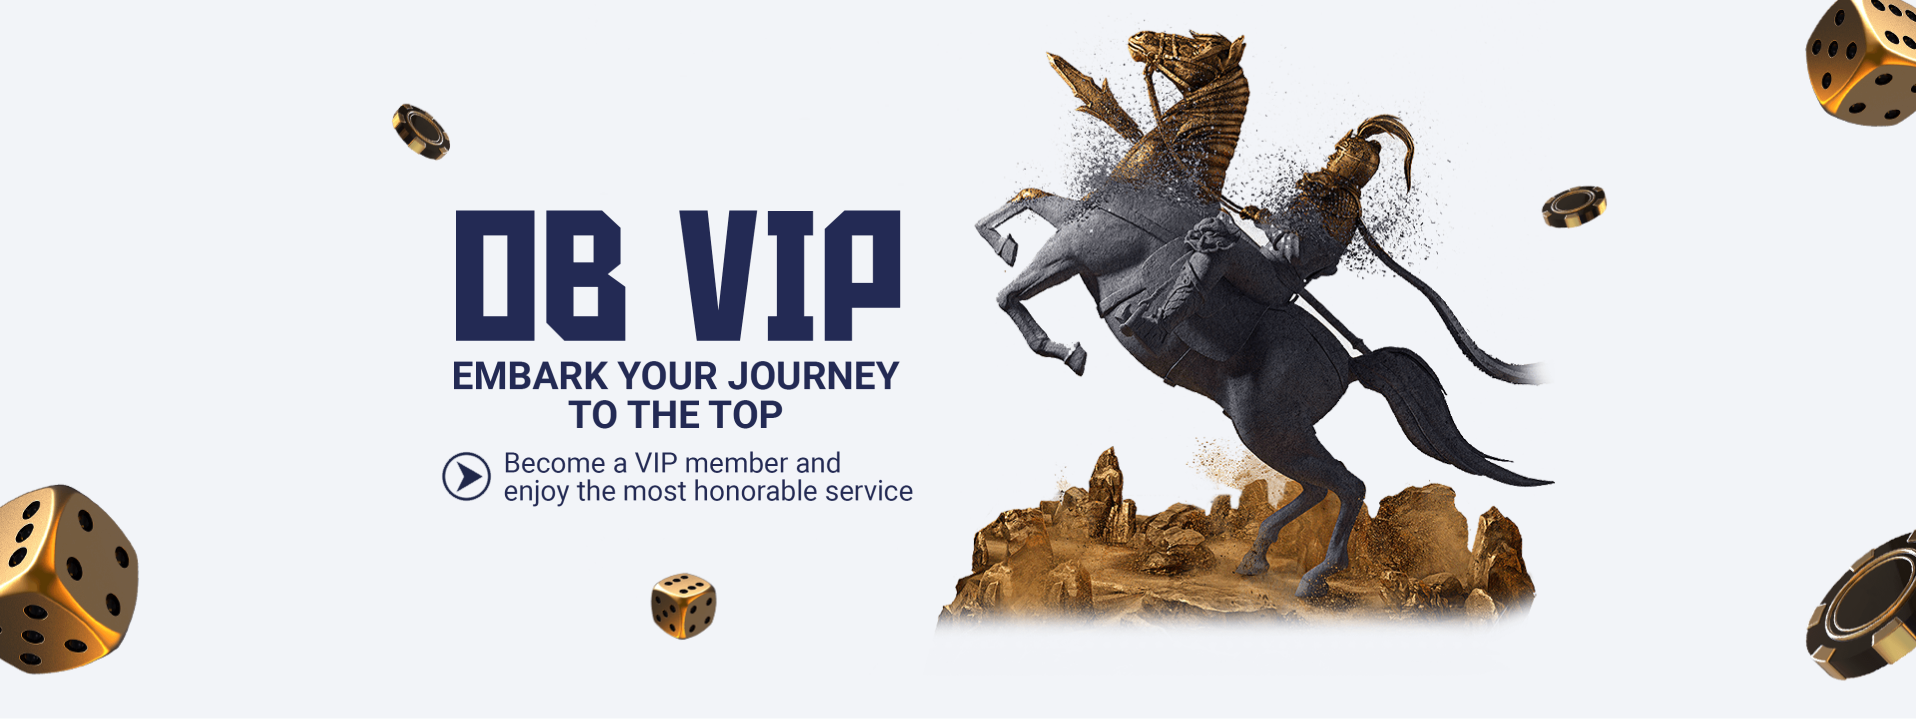 OB VIP
EMBARK YOUR JOURNEY
TO THE TOP
Become a VIP member and
enjoy the most honorable service